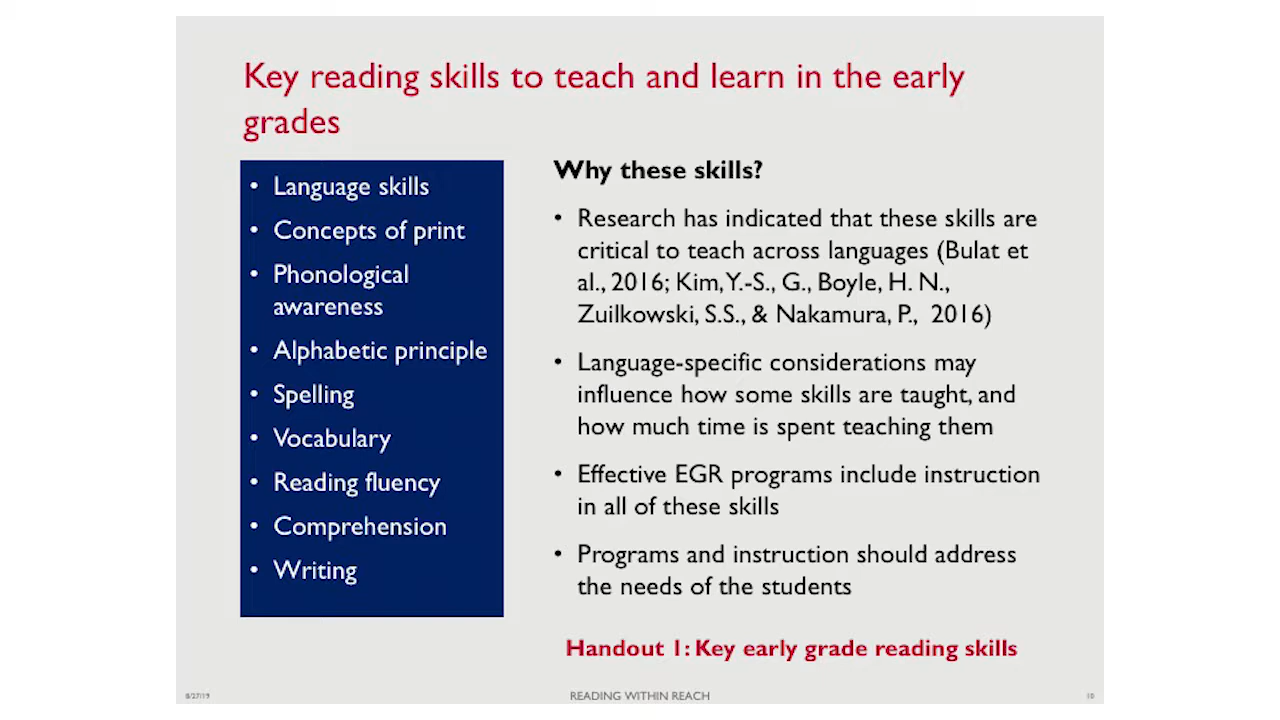 Key reading skills to teach and learn in the early
grades
• Language skills
• Concepts of print
• Phonological
awareness
• Alphabetic principle
• Spelling
• Vocabulary
• Reading fluency
• Comprehension
• Writing
Why these skills?
• Research has indicated that these skills are
critical to teach across languages (Bulat et
al., 2016; Kim, Y.-S., G., Boyle, H. N.,
Zuilkowski, S.S., & Nakamura, P., 2016)
• Language-specific considerations may
influence how some skills are taught, and
how much time is spent teaching them
• Effective EGR programs include instruction
in all of these skills
• Programs and instruction should address
the needs of the students
Handout 1: Key early grade reading skills
8/27/19
READING WITHIN REACH
10